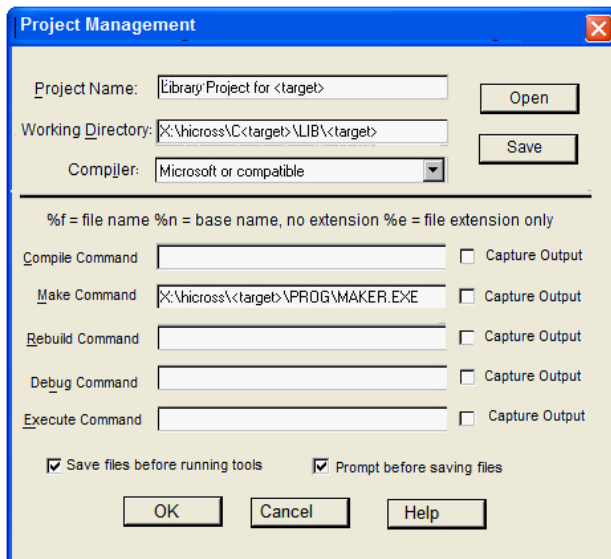 Project Management
Project Name: Library Project for <target>
Open
Working Directory: X:\hicross\C<target>\LIB\<target>
Save
Compiler: Microsoft or compatible
%f = file name %n = base name, no extension %e = file extension only
Compile Command Capture Output
Make Command X:\hicross\<target>\PROG\MAKER.EXE Capture Output
Rebuild Command Capture Output
Debug Command Capture Output
Execute Command Capture Output
Save files before running tools Prompt before saving files
OK Cancel Help